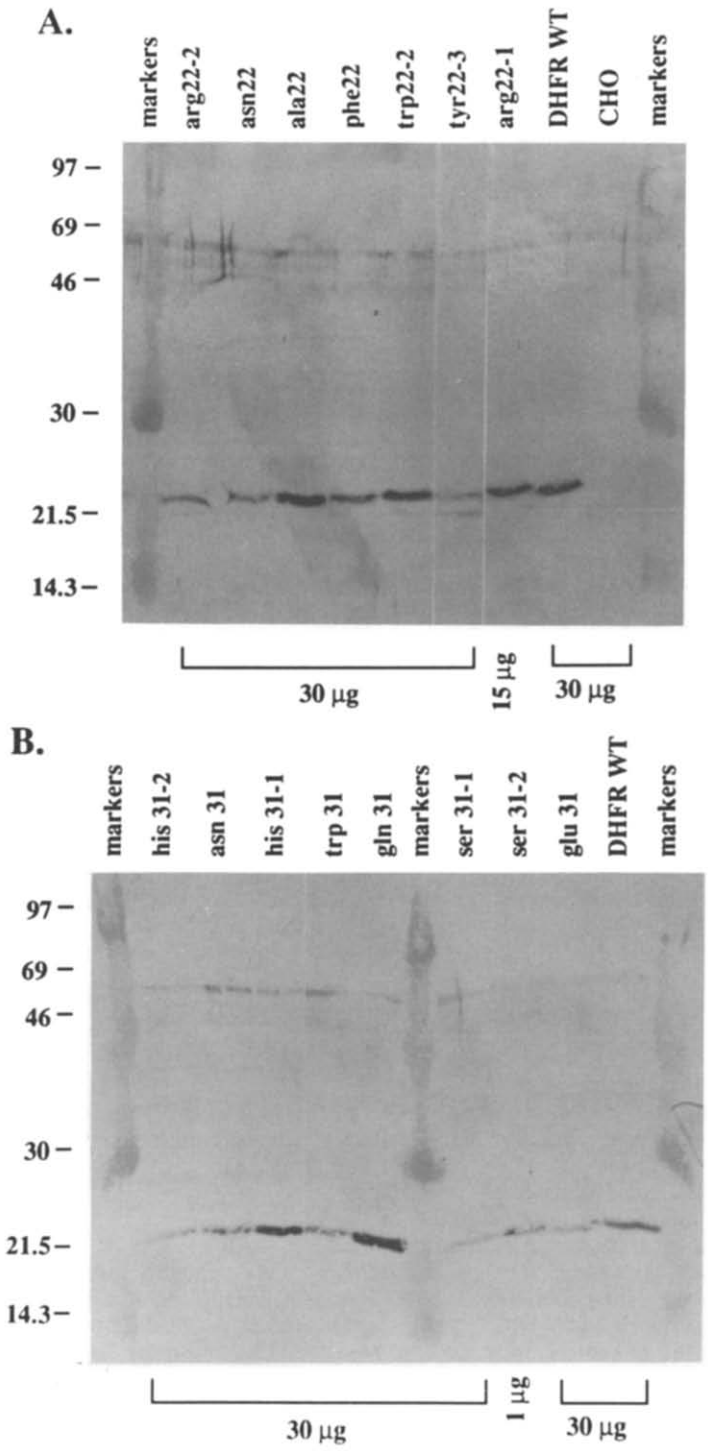 A.
markers arg22-2 asn22 ala22 phe22 trp22-2 tyr22-3 arg22-1 DHFR WT CHO markers
97
69
46
30
21.5
14.3
30 µg 15 µg 30 µg
B.
markers his 31-2 asn 31 his 31-1 trp 31 gln 31 markers ser 31-1 ser 31-2 glu 31 DHFR WT markers
97
69
46
30
21.5
14.3
30 µg 1 µg 30 µg